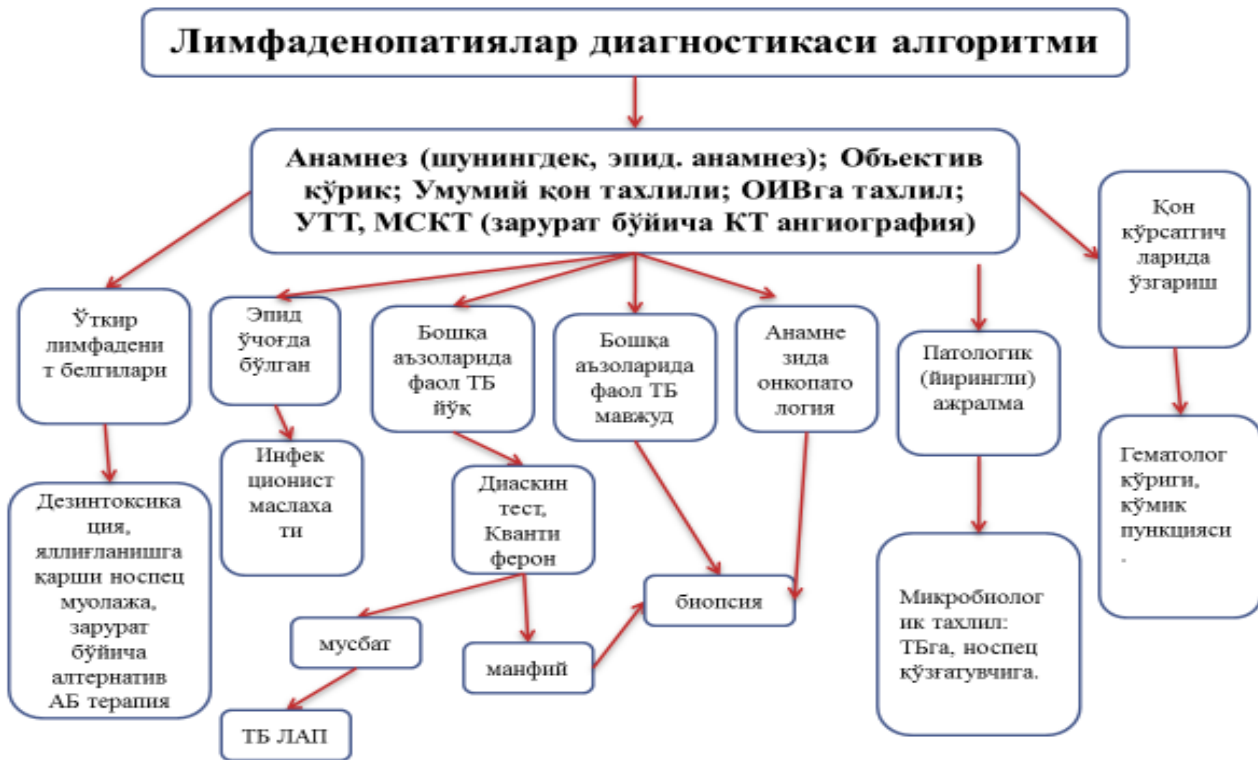 Лимфаденопатиялар диагностикаси алгоритми
Анамнез (шунингдек, эпид. анамнез); Объектив
кўрик; Умумий қон тахлили; ОИВга тахлил;
УТТ, МСКТ (зарурат бўйича КТ ангиография)
Қон
кўрсатгич
ларида
ўзгариш
Ўткир
лимфадени
т белгилари
Эпид
ўчоғда
бўлган
Бошқа
аъзоларида
фаол ТБ
йўқ
Бошқа
аъзоларида
фаол ТБ
мавжуд
Анамне
зида
онкопато
логия
Патологик
(йирингли)
ажралма
Дезинтоксика
ция,
яллиғланишга
қарши носпец
муолажа,
зарурат
бўйича
алтернатив
АБ терапия
Инфек
ционист
маслаха
ти
Диаскин
тест,
Кванти
ферон
биопсия
Микробиолог
ик тахлил:
ТБга, носпец
қўзғатувчига.
Гематолог
кўриги,
кўмик
пункцияси
.
мусбат
манфий
ТБ ЛАП